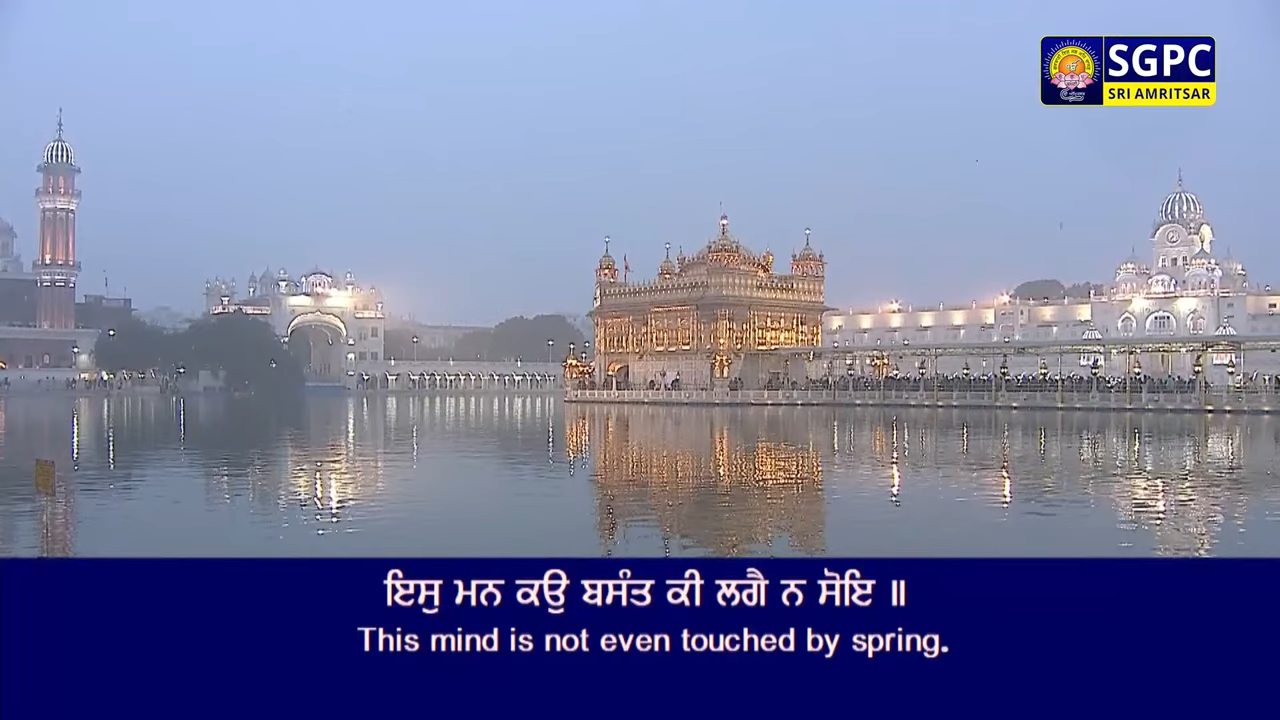 SGPC
SRI AMRITSAR
ਇਸੁ ਮਨ ਕਉ ਬਸੰਤ ਕੀ ਲਗੈ ਨ ਸੋਇ ॥
This mind is not even touched by spring.